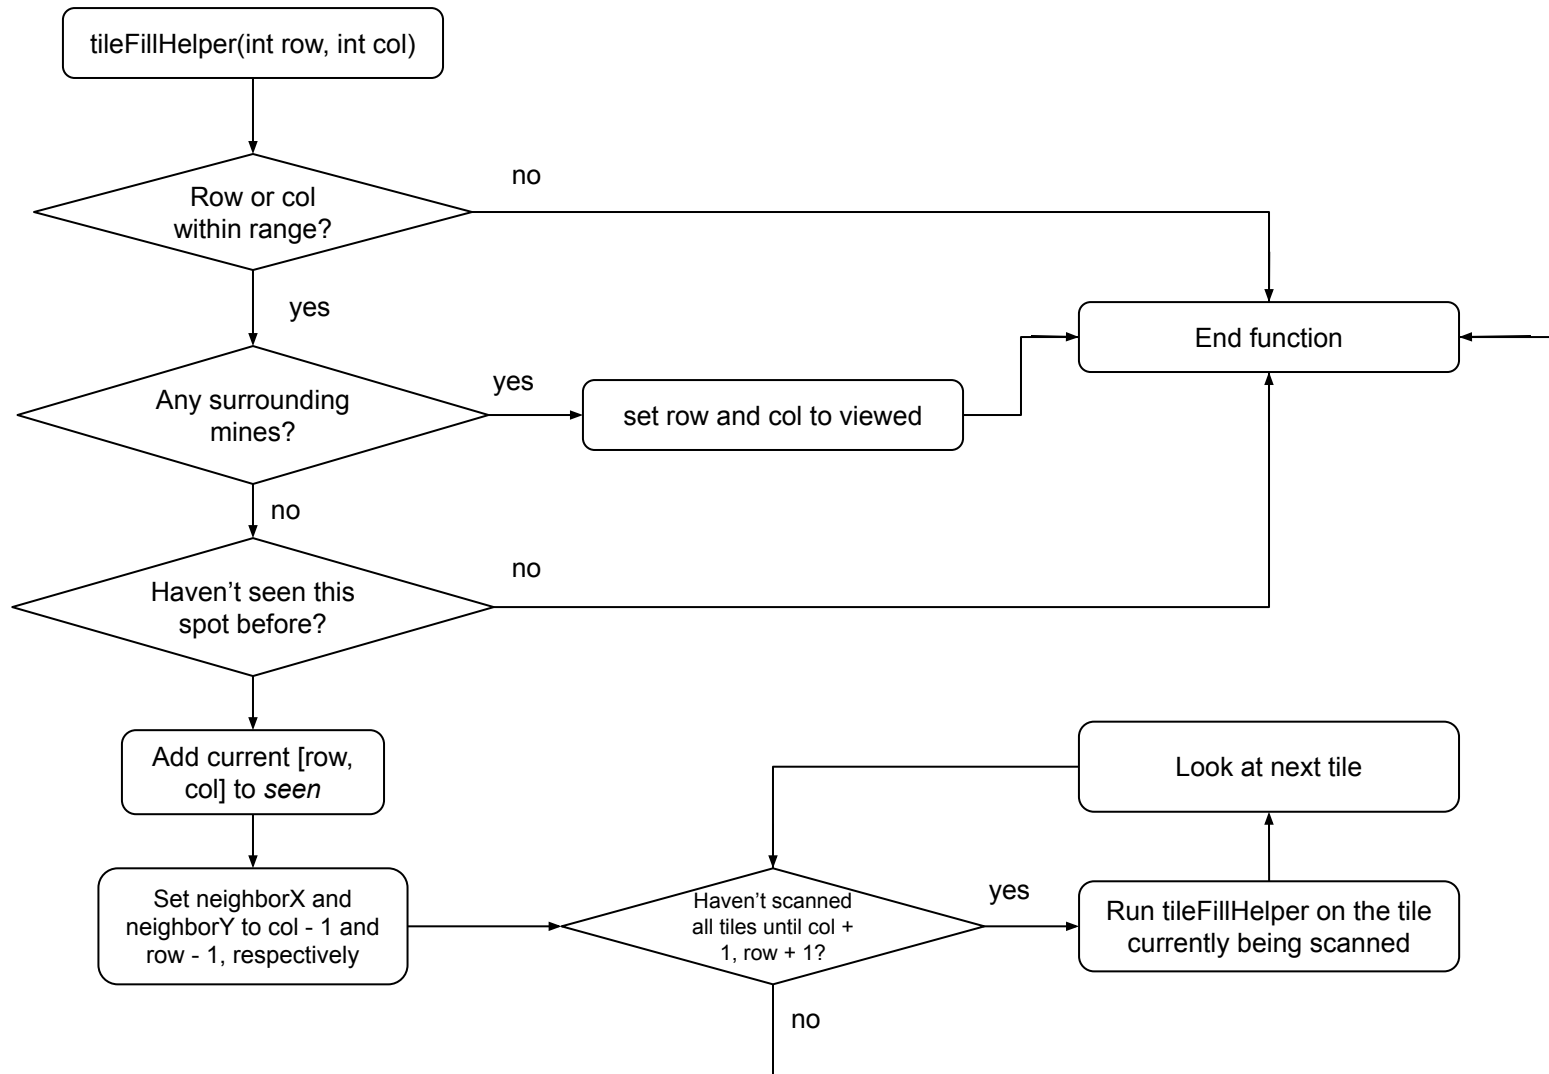 tileFillHelper(int row, int col)
no
Row or col
within range?
yes
End function
yes
Any surrounding
mines?
set row and col to viewed
no
no
Haven’t seen this
spot before?
Add current [row,
col] to seen
Look at next tile
Set neighborX and
neighborY to col - 1 and
row - 1, respectively
Haven’t scanned
all tiles until col +
1, row + 1?
yes
Run tileFillHelper on the tile
currently being scanned
no